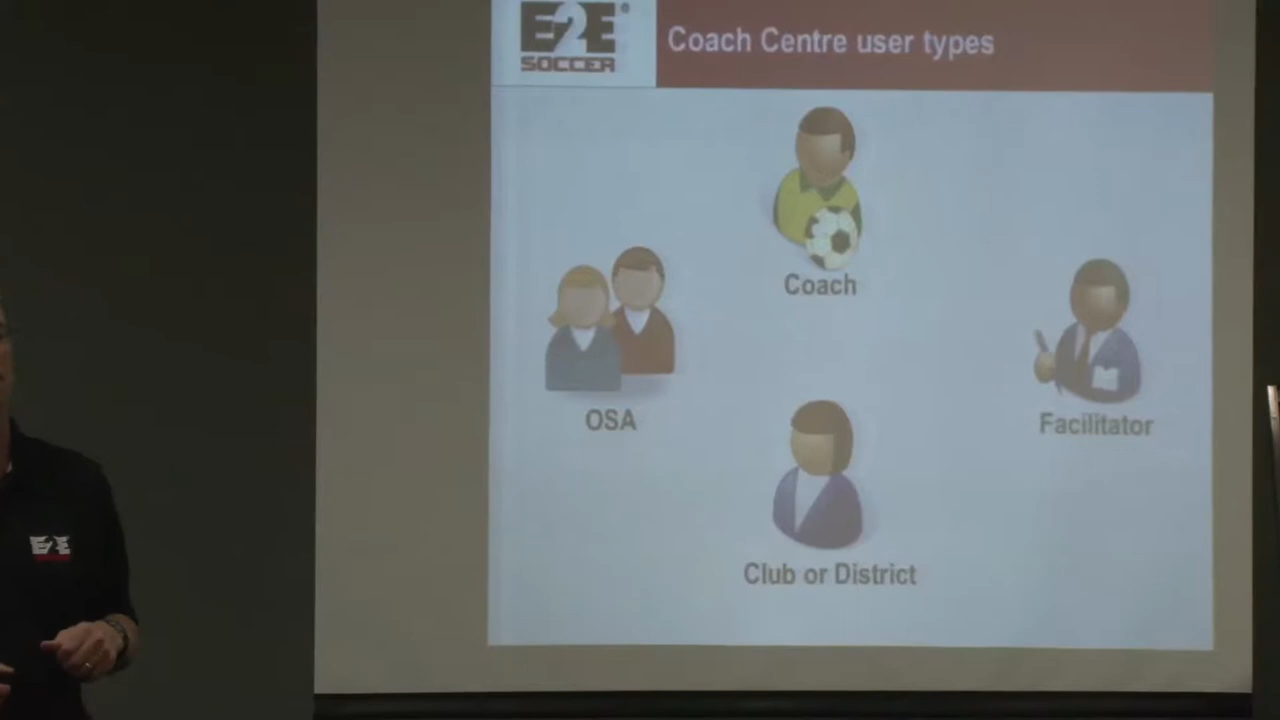 E2E®
SOCCER
Coach Centre user types
Coach
OSA
Facilitator
Club or District
E2E